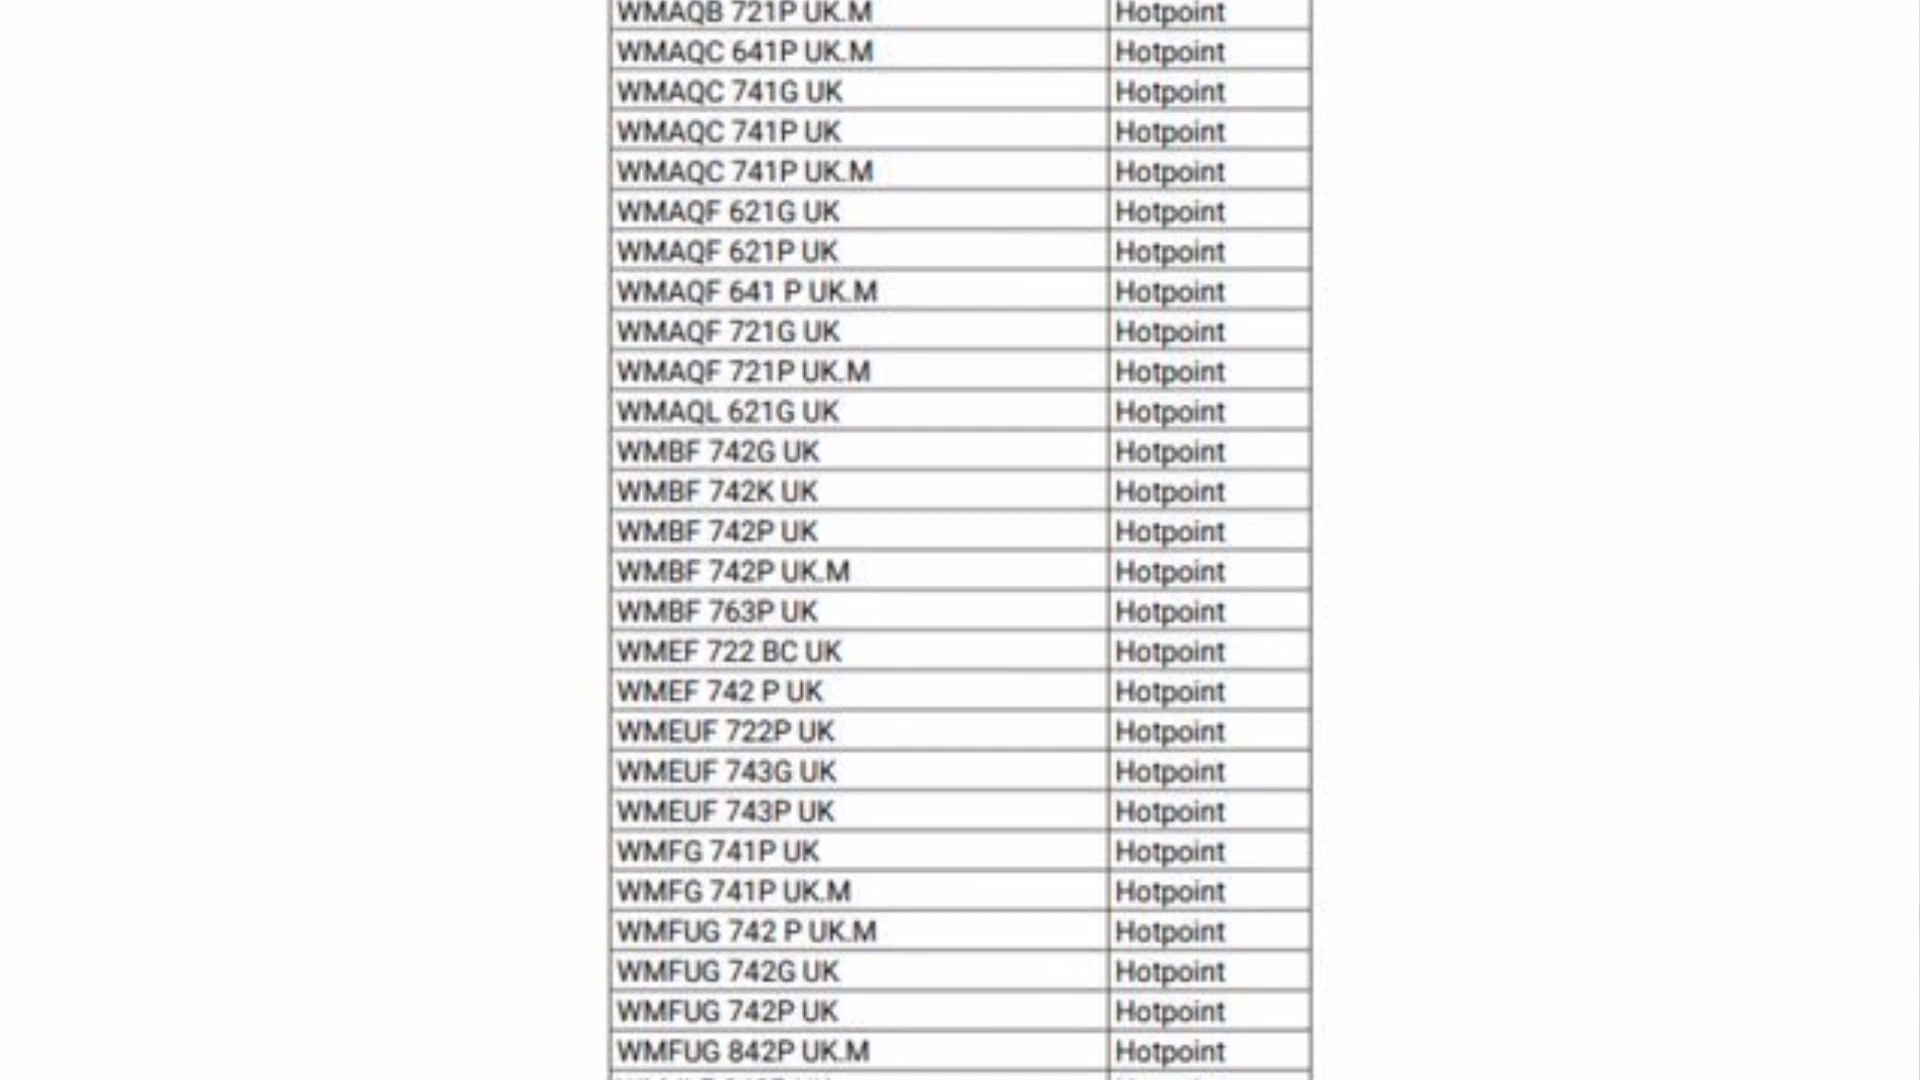 WMAQB 721P UK.M Hotpoint
WMAQC 641P UK.M Hotpoint
WMAQC 741G UK Hotpoint
WMAQC 741P UK Hotpoint
WMAQC 741P UK.M Hotpoint
WMAQF 621G UK Hotpoint
WMAQF 621P UK Hotpoint
WMAQF 641 P UK.M Hotpoint
WMAQF 721G UK Hotpoint
WMAQF 721P UK.M Hotpoint
WMAQL 621G UK Hotpoint
WMBF 742G UK Hotpoint
WMBF 742K UK Hotpoint
WMBF 742P UK Hotpoint
WMBF 742P UK.M Hotpoint
WMBF 763P UK Hotpoint
WMEF 722 BC UK Hotpoint
WMEF 742 P UK Hotpoint
WMEUF 722P UK Hotpoint
WMEUF 743G UK Hotpoint
WMEUF 743P UK Hotpoint
WMFG 741P UK Hotpoint
WMFG 741P UK.M Hotpoint
WMFUG 742 P UK.M Hotpoint
WMFUG 742G UK Hotpoint
WMFUG 742P UK Hotpoint
WMFUG 842P UK.M Hotpoint